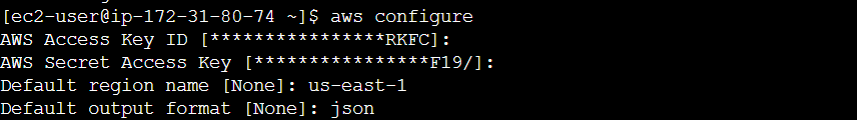 [ec2-user@ip-172-31-80-74 ~]$ aws configure
AWS Access Key ID [****************RKFC]:
AWS Secret Access Key [****************F19/]:
Default region name [None]: us-east-1
Default output format [None]: json